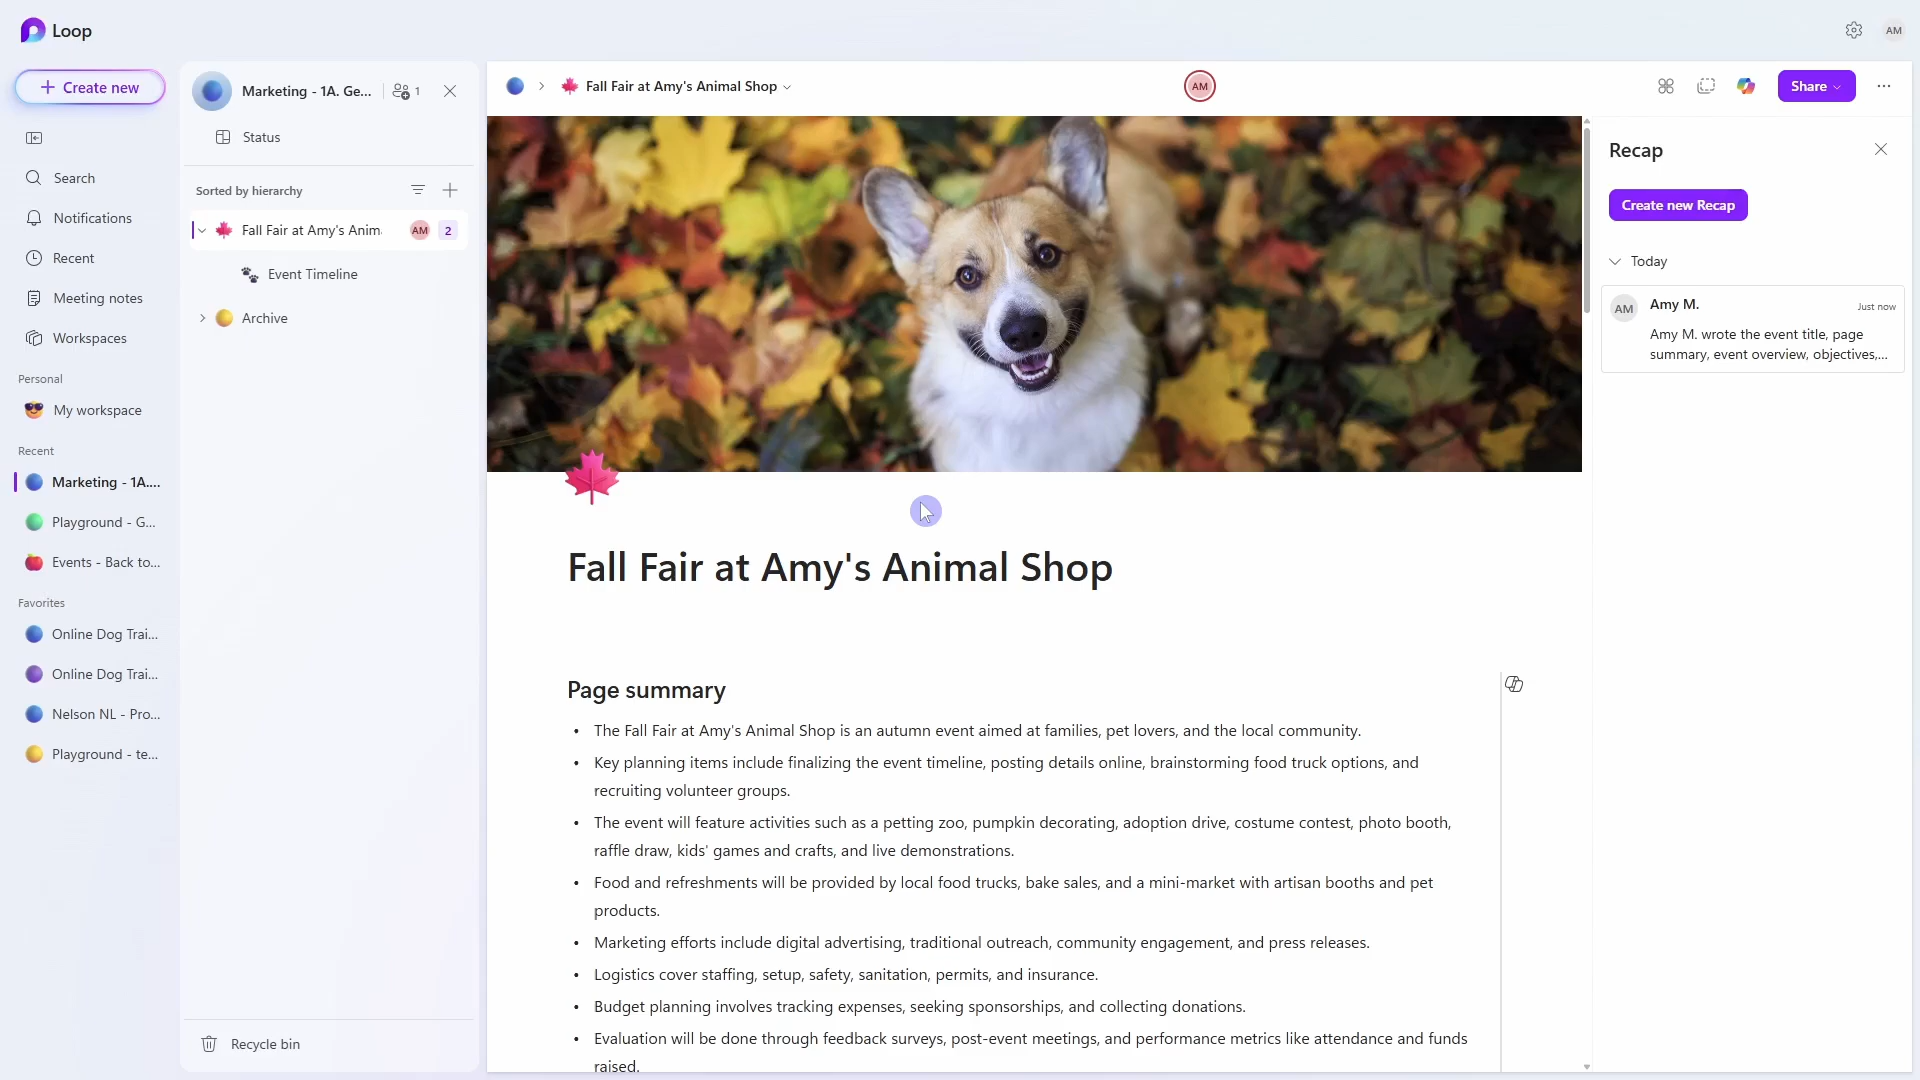 Loop
AM
Create new
Search
Notifications
Recent
Meeting notes
Workspaces
Personal
My workspace
Recent
Marketing - 1A....
Playground - G...
Events - Back to...
Favorites
Online Dog Trai...
Online Dog Trai...
Nelson NL - Pro...
Playground - te...
Marketing - 1A. Ge...
1
Status
Sorted by hierarchy
Fall Fair at Amy's Anim
AM
2
Event Timeline
Archive
Recycle bin
Fall Fair at Amy's Animal Shop
AM
Share
Fall Fair at Amy's Animal Shop
Page summary
• The Fall Fair at Amy's Animal Shop is an autumn event aimed at families, pet lovers, and the local community.
• Key planning items include finalizing the event timeline, posting details online, brainstorming food truck options, and
recruiting volunteer groups.
• The event will feature activities such as a petting zoo, pumpkin decorating, adoption drive, costume contest, photo booth,
raffle draw, kids' games and crafts, and live demonstrations.
• Food and refreshments will be provided by local food trucks, bake sales, and a mini-market with artisan booths and pet
products.
• Marketing efforts include digital advertising, traditional outreach, community engagement, and press releases.
• Logistics cover staffing, setup, safety, sanitation, permits, and insurance.
• Budget planning involves tracking expenses, seeking sponsorships, and collecting donations.
• Evaluation will be done through feedback surveys, post-event meetings, and performance metrics like attendance and funds
raised.
Recap
Create new Recap
Today
AM
Amy M.
Just now
Amy M. wrote the event title, page
summary, event overview, objectives,...